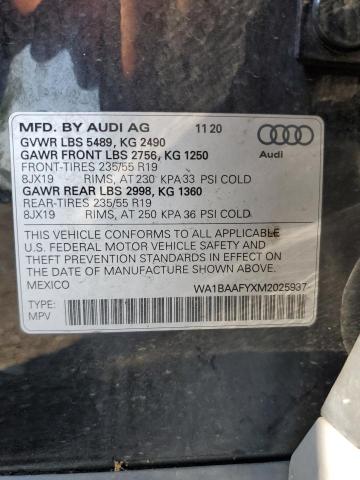 MFD. BY AUDI AG 11 20
GVWR LBS 5489, KG 2490
GAWR FRONT LBS 2756, KG 1250
FRONT-TIRES 235/55 R19
8JX19 RIMS, AT 230 KPA 33 PSI COLD
GAWR REAR LBS 2998, KG 1360
REAR-TIRES 235/55 R19
8JX19 RIMS, AT 250 KPA 36 PSI COLD
Audi
THIS VEHICLE CONFORMS TO ALL APPLICABLE
U.S. FEDERAL MOTOR VEHICLE SAFETY AND
THEFT PREVENTION STANDARDS IN EFFECT
ON THE DATE OF MANUFACTURE SHOWN ABOVE.
MEXICO WA1BAAFYXM2025937
TYPE:
MPV